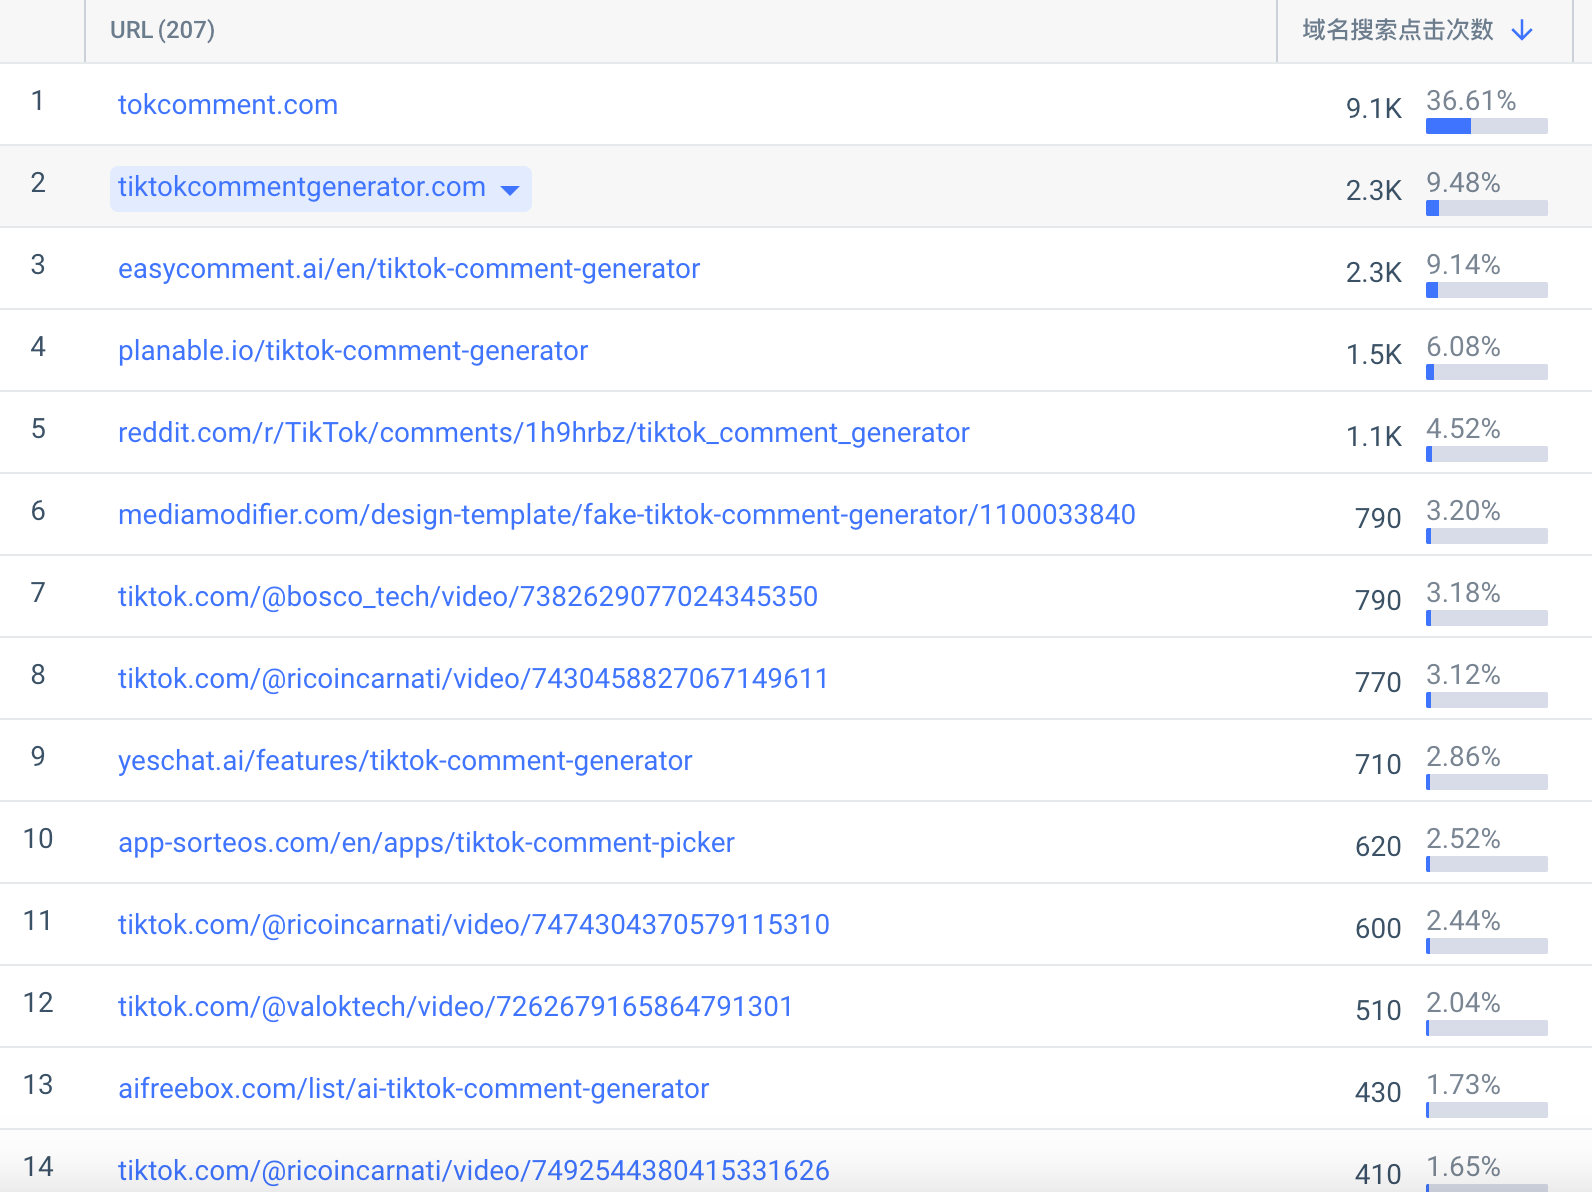 URL (207) 域名搜索点击次数
1 tokcomment.com 9.1K 36.61%
2 tiktokcommentgenerator.com 2.3K 9.48%
3 easycomment.ai/en/tiktok-comment-generator 2.3K 9.14%
4 planable.io/tiktok-comment-generator 1.5K 6.08%
5 reddit.com/r/TikTok/comments/1h9hrbz/tiktok_comment_generator 1.1K 4.52%
6 mediamodifier.com/design-template/fake-tiktok-comment-generator/1100033840 790 3.20%
7 tiktok.com/@bosco_tech/video/7382629077024345350 790 3.18%
8 tiktok.com/@ricoincarnati/video/7430458827067149611 770 3.12%
9 yeschat.ai/features/tiktok-comment-generator 710 2.86%
10 app-sorteos.com/en/apps/tiktok-comment-picker 620 2.52%
11 tiktok.com/@ricoincarnati/video/7474304370579115310 600 2.44%
12 tiktok.com/@valoktech/video/7262679165864791301 510 2.04%
13 aifreebox.com/list/ai-tiktok-comment-generator 430 1.73%
14 tiktok.com/@ricoincarnati/video/7492544380415331626 410 1.65%